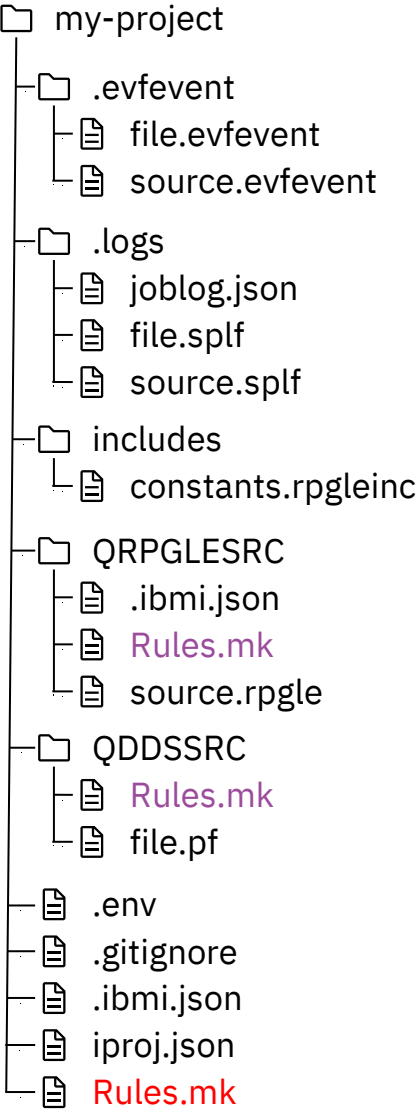 my-project
.evfevent
file.evfevent
source.evfevent
.logs
joblog.json
file.splf
source.splf
includes
constants.rpgleinc
QRPGLESRC
.ibmi.json
Rules.mk
source.rpgle
QDDSSRC
Rules.mk
file.pf
.env
.gitignore
.ibmi.json
iproj.json
Rules.mk